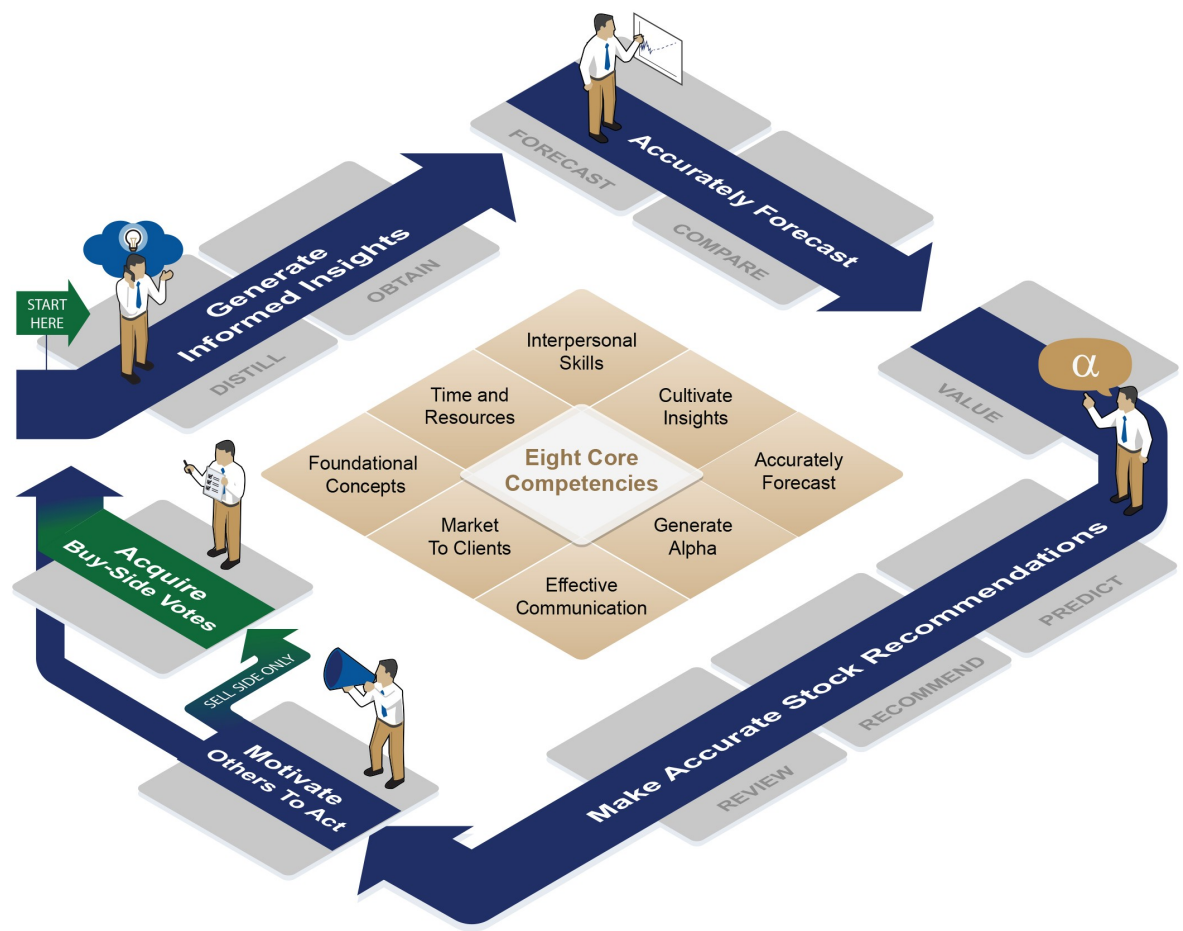 START
HERE
Generate
Informed Insights
DISTILL
OBTAIN
Accurately Forecast
FORECAST
COMPARE
VALUE
α
Make Accurate Stock Recommendations
PREDICT
RECOMMEND
REVIEW
Motivate
Others To Act
SELL SIDE ONLY
Acquire
Buy-Side Votes
Interpersonal
Skills
Time and
Resources
Cultivate
Insights
Foundational
Concepts
Eight Core
Competencies
Accurately
Forecast
Market
To Clients
Generate
Alpha
Effective
Communication